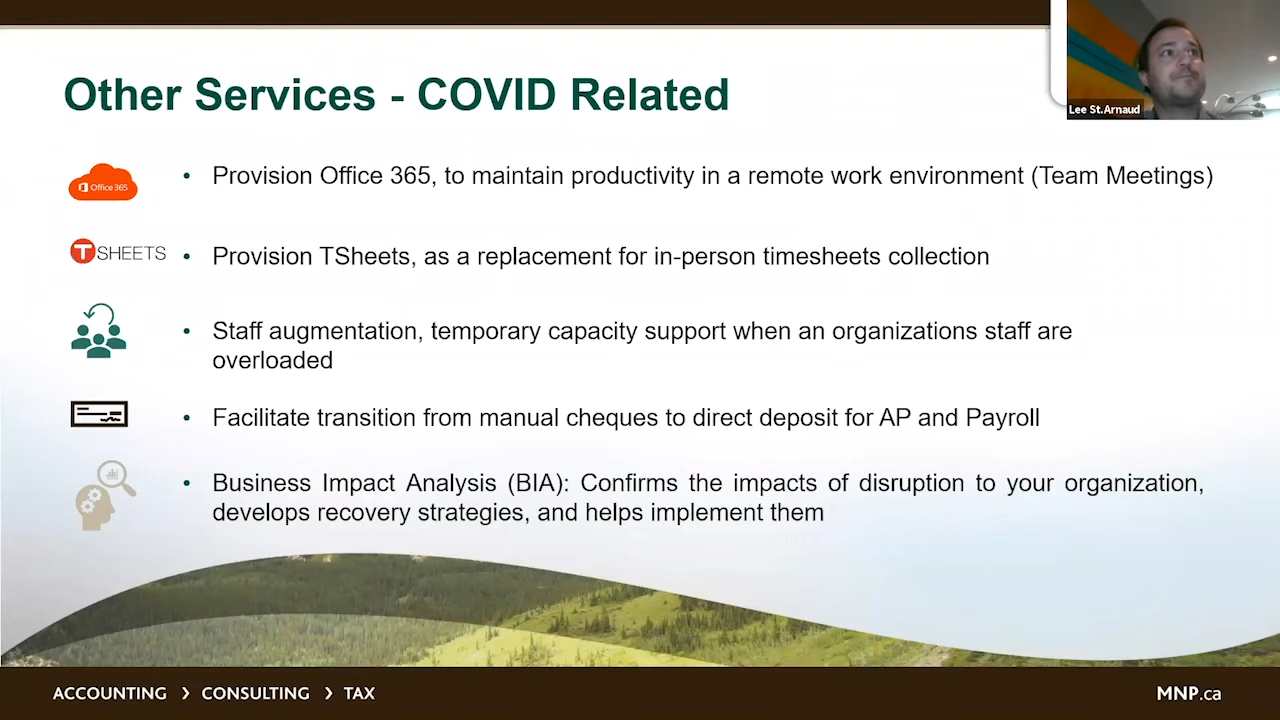 Other Services - COVID Related
Lee St.Arnaud
Office 365
• Provision Office 365, to maintain productivity in a remote work environment (Team Meetings)
TSHEETS
• Provision TSheets, as a replacement for in-person timesheets collection
• Staff augmentation, temporary capacity support when an organizations staff are
overloaded
• Facilitate transition from manual cheques to direct deposit for AP and Payroll
• Business Impact Analysis (BIA): Confirms the impacts of disruption to your organization,
develops recovery strategies, and helps implement them
ACCOUNTING › CONSULTING › TAX
MNP.ca